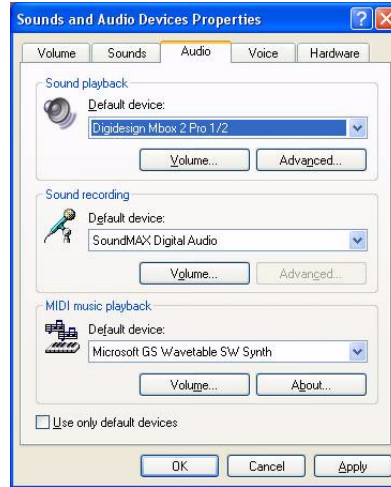 Sounds and Audio Devices Properties
Volume Sounds Audio Voice Hardware
Sound playback
Default device:
Digidesign Mbox 2 Pro 1/2
Volume... Advanced...
Sound recording
Default device:
SoundMAX Digital Audio
Volume... Advanced...
MIDI music playback
Default device:
Microsoft GS Wavetable SW Synth
Volume... About...
Use only default devices
OK Cancel Apply